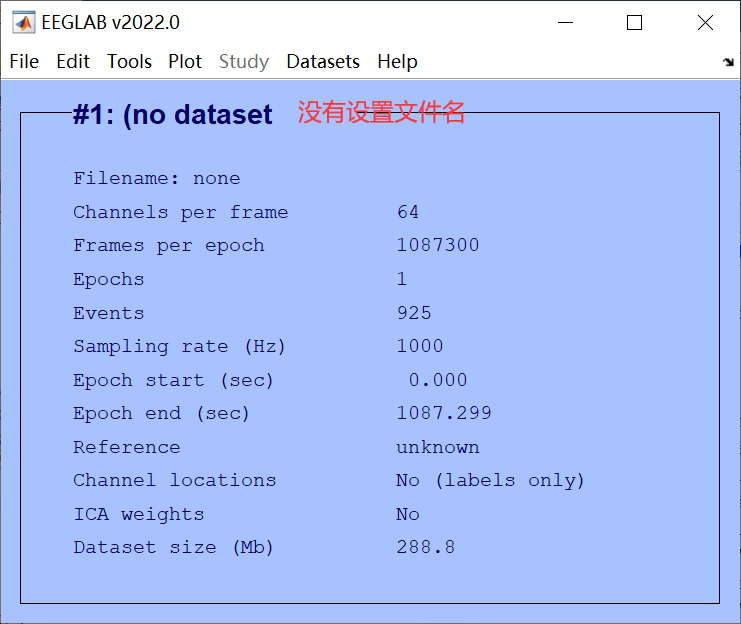 EEGLAB v2022.0
File Edit Tools Plot Study Datasets Help
#1: (no dataset 没有设置文件名
Filename: none
Channels per frame 64
Frames per epoch 1087300
Epochs 1
Events 925
Sampling rate (Hz) 1000
Epoch start (sec) 0.000
Epoch end (sec) 1087.299
Reference unknown
Channel locations No (labels only)
ICA weights No
Dataset size (Mb) 288.8